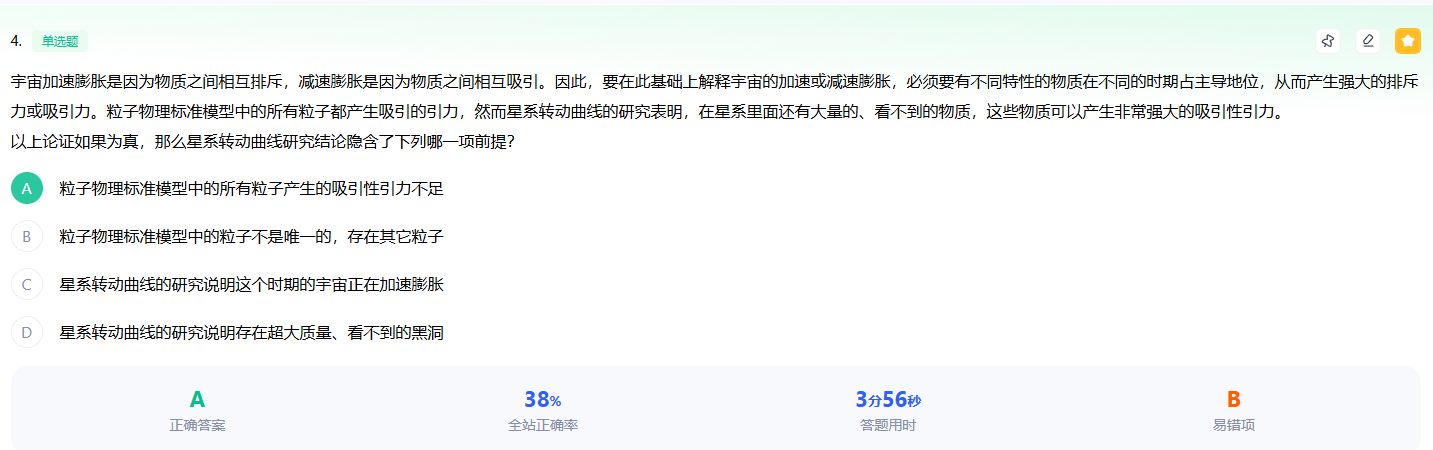 4. 单选题
宇宙加速膨胀是因为物质之间相互排斥，减速膨胀是因为物质之间相互吸引。因此，要在此基础上解释宇宙的加速或减速膨胀，必须要有不同特性的物质在不同的时期占主导地位，从而产生强大的排斥
力或吸引力。粒子物理标准模型中的所有粒子都产生吸引的引力，然而星系转动曲线的研究表明，在星系里面还有大量的、看不到的物质，这些物质可以产生非常强大的吸引性引力。
以上论证如果为真，那么星系转动曲线研究结论隐含了下列哪一项前提?
A 粒子物理标准模型中的所有粒子产生的吸引性引力不足
B 粒子物理标准模型中的粒子不是唯一的，存在其它粒子
C 星系转动曲线的研究说明这个时期的宇宙正在加速膨胀
D 星系转动曲线的研究说明存在超大质量、看不到的黑洞
A 38% 3分56秒 B
正确答案 全站正确率 答题用时 易错项